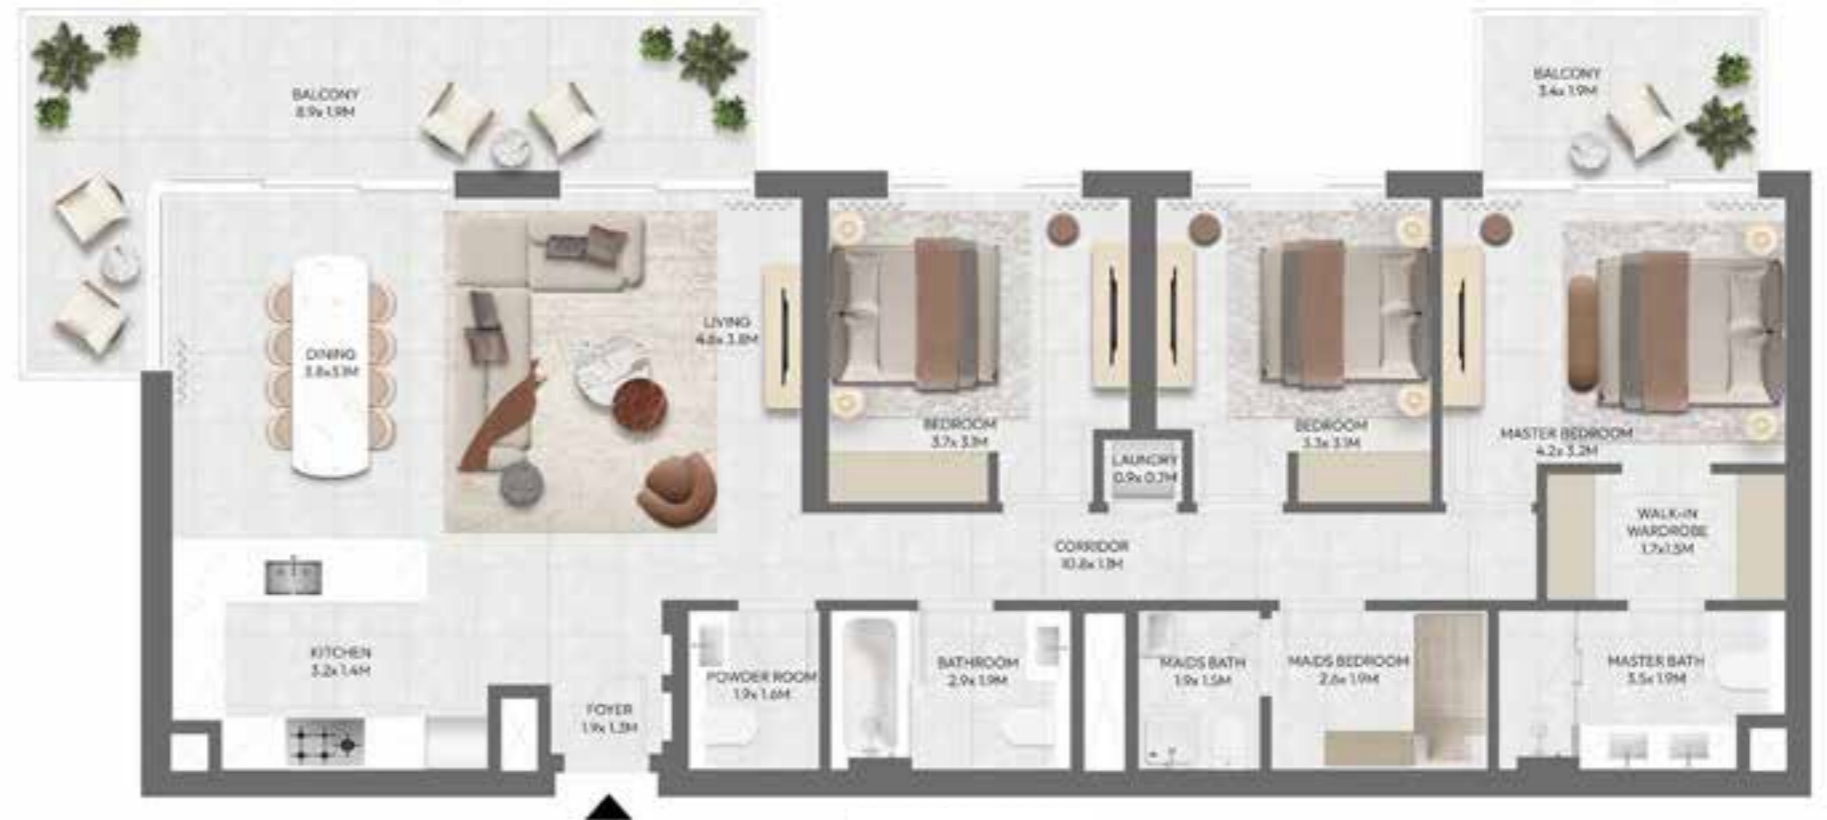 BALCONY
8.9x 1.9M
BALCONY
3.4x 1.9M
LIVING
4.6x 3.8M
DINING
3.8x3.1M
BEDROOM
3.7x 3.1M
BEDROOM
3.3x 3.1M
MASTER BEDROOM
4.2x 3.2M
LAUNDRY
0.9x 0.7M
WALK-IN
WARDROBE
1.7x1.5M
CORRIDOR
10.8x 1.1M
KITCHEN
3.2x 1.4M
FOYER
1.9x 1.3M
POWDER ROOM
1.9x 1.6M
BATHROOM
2.9x 1.9M
MAIDS BATH
1.9x 1.5M
MAIDS BEDROOM
2.6x 1.9M
MASTER BATH
3.5x 1.9M